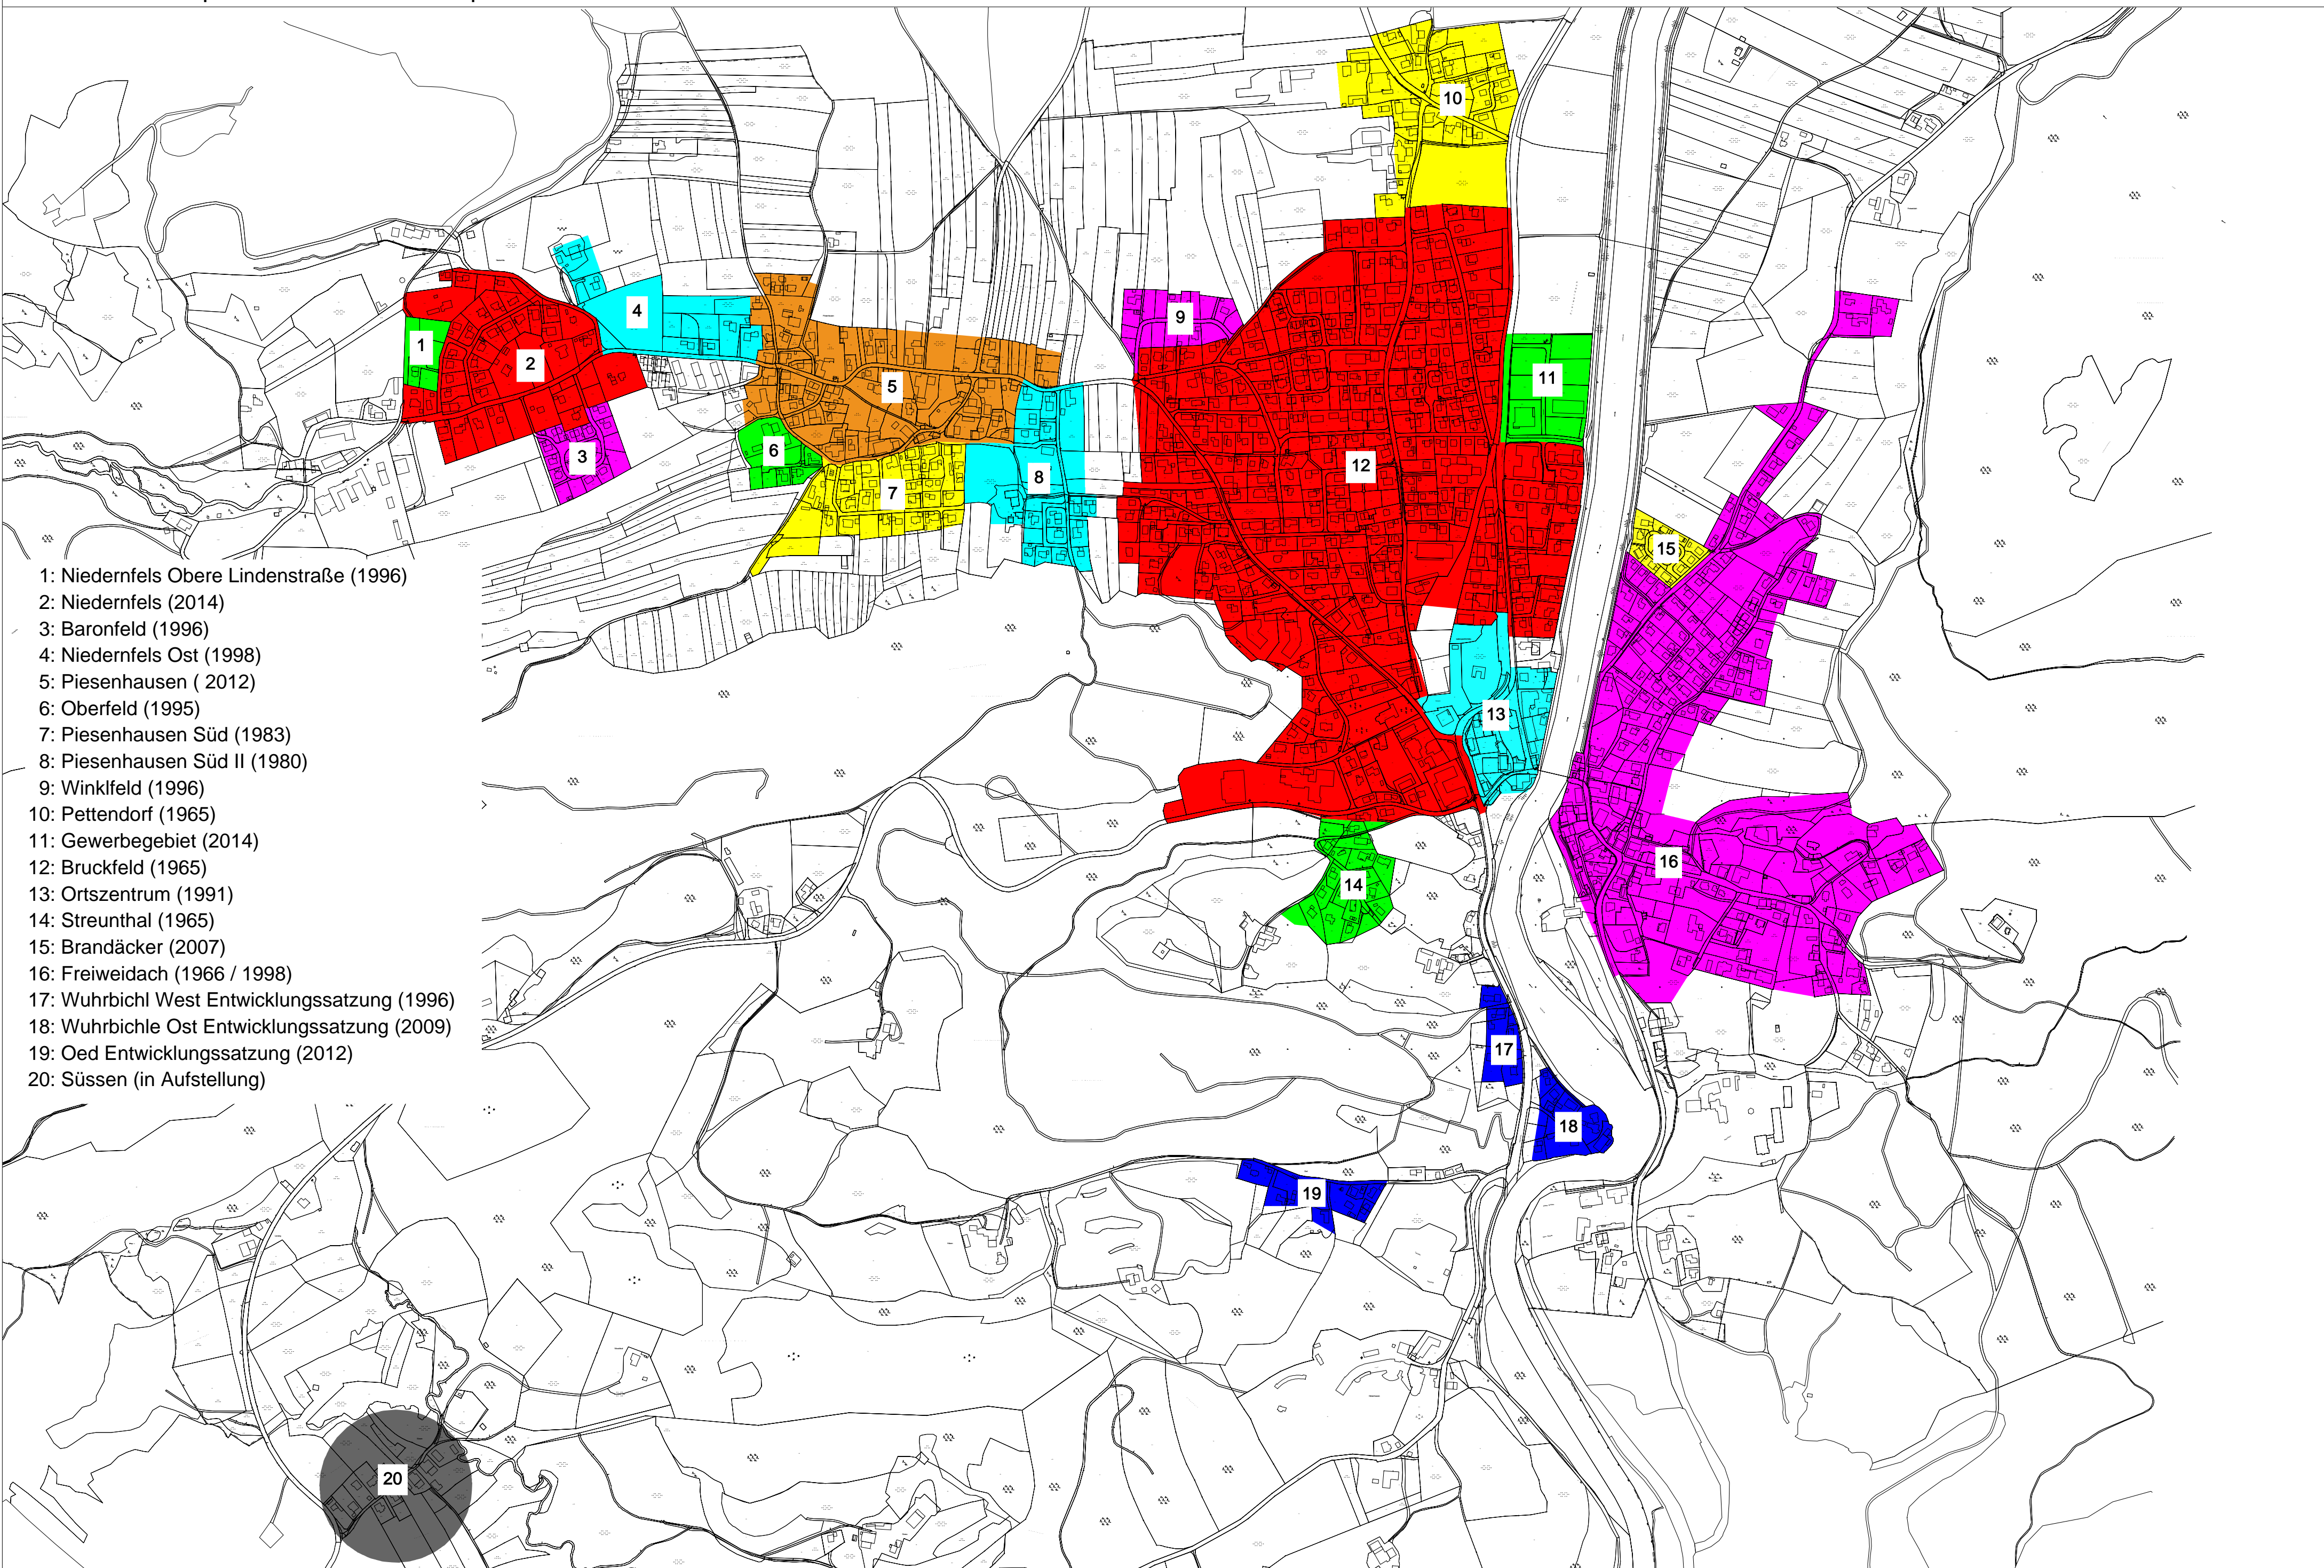 1: Niedernfels Obere Lindenstraße (1996)
2: Niedernfels (2014)
3: Baronfeld (1996)
4: Niedernfels Ost (1998)
5: Piesenhausen ( 2012)
6: Oberfeld (1995)
7: Piesenhausen Süd (1983)
8: Piesenhausen Süd II (1980)
9: Winklfeld (1996)
10: Pettendorf (1965)
11: Gewerbegebiet (2014)
12: Bruckfeld (1965)
13: Ortszentrum (1991)
14: Streunthal (1965)
15: Brandäcker (2007)
16: Freiweidach (1966 / 1998)
17: Wuhrbichl West Entwicklungssatzung (1996)
18: Wuhrbichle Ost Entwicklungssatzung (2009)
19: Oed Entwicklungssatzung (2012)
20: Süssen (in Aufstellung)
10
4
9
1
2
11
5
6
3
12
8
7
15
13
16
14
17
18
19
20